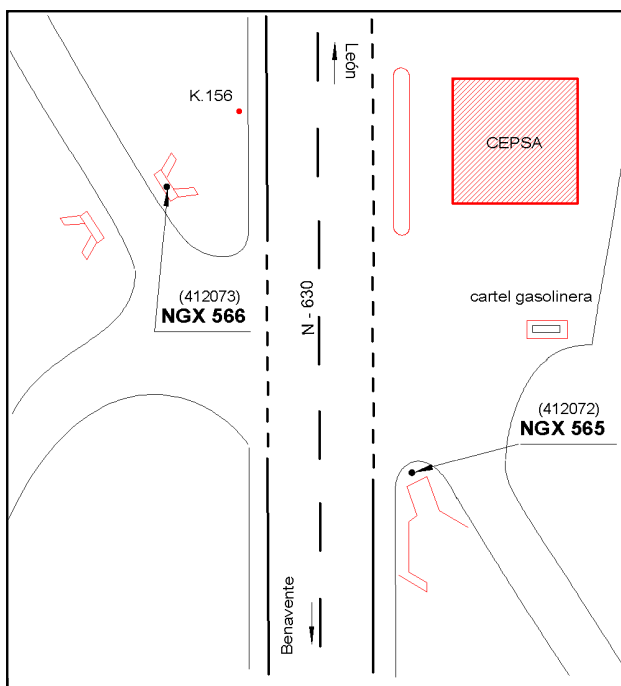 León
K.156
CEPSA
(412073)
NGX 566
N - 630
cartel gasolinera
(412072)
NGX 565
Benavente